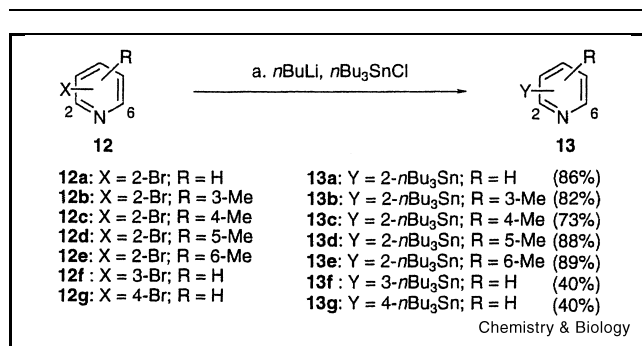 R
R
a. nBuLi, nBu₃SnCl
X
Y
2
N
6
2
N
6
12
13
12a: X = 2-Br; R = H
13a: Y = 2-nBu₃Sn; R = H (86%)
12b: X = 2-Br; R = 3-Me
13b: Y = 2-nBu₃Sn; R = 3-Me (82%)
12c: X = 2-Br; R = 4-Me
13c: Y = 2-nBu₃Sn; R = 4-Me (73%)
12d: X = 2-Br; R = 5-Me
13d: Y = 2-nBu₃Sn; R = 5-Me (88%)
12e: X = 2-Br; R = 6-Me
13e: Y = 2-nBu₃Sn; R = 6-Me (89%)
12f : X = 3-Br; R = H
13f : Y = 3-nBu₃Sn; R = H (40%)
12g: X = 4-Br; R = H
13g: Y = 4-nBu₃Sn; R = H (40%)
Chemistry & Biology